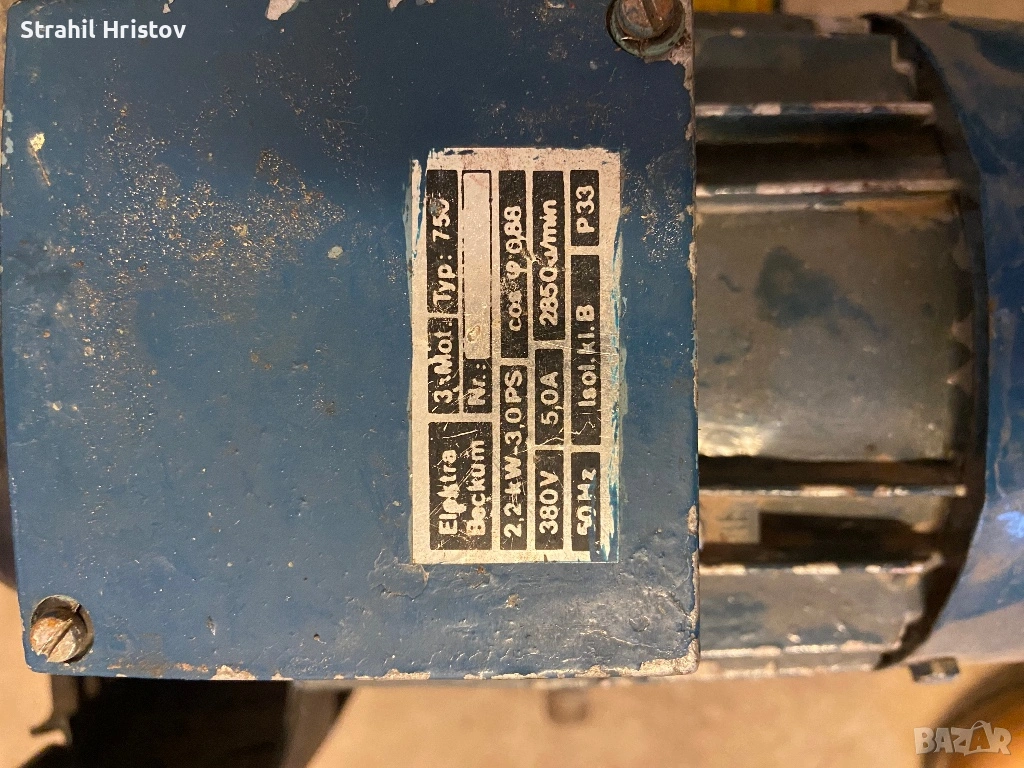 Strahil Hristov
Elektra
Beckum
3~Mot Typ: 750
Nr.:
2,2 kW-3,0 PS cos φ 0,88
380V 5,0A 2850 u/min
50 Hz Isol.kl.B P 33
BAZAR